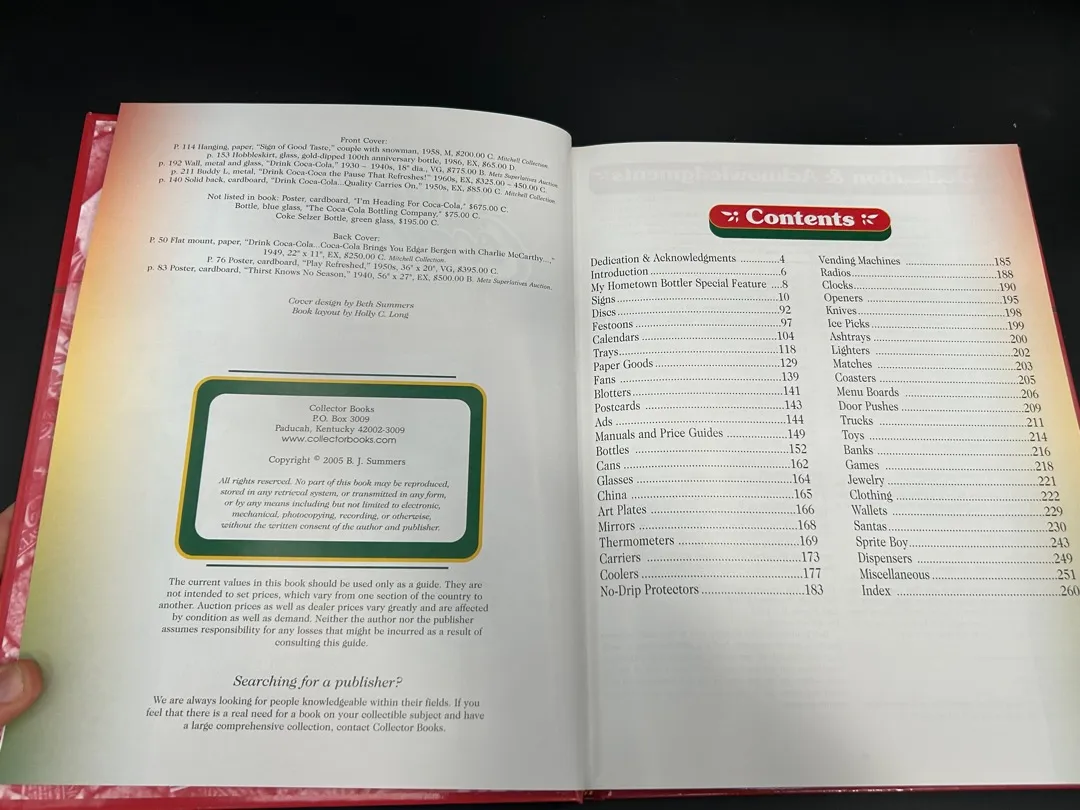 Front Cover:
P. 114 Hanging, paper, "Sign of Good Taste," couple with snowman, 1958, M, $200.00 C. Mitchell Collection.
p. 153 Hobbleskirt, glass, gold-dipped 100th anniversary bottle, 1986, EX, $65.00 D.
p. 192 Wall, metal and glass, "Drink Coca-Cola," 1930 – 1940s, 18" dia., VG, $775.00 B. Metz Superlatives Auction.
p. 211 Buddy L, metal, "Drink Coca-Coca the Pause That Refreshes!" 1960s, EX, $325.00 – 450.00 C.
p. 140 Solid back, cardboard, "Drink Coca-Cola...Quality Carries On," 1950s, EX, $85.00 C. Mitchell Collection.
Not listed in book: Poster, cardboard, "I'm Heading For Coca-Cola," $675.00 C.
Bottle, blue glass, "The Coca-Cola Bottling Company," $75.00 C.
Coke Selzer Bottle, green glass, $195.00 C.
Back Cover:
P. 50 Flat mount, paper, "Drink Coca-Cola...Coca-Cola Brings You Edgar Bergen with Charlie McCarthy...,"
1949, 22" x 11", EX, $250.00 C. Mitchell Collection.
P. 76 Poster, cardboard, "Play Refreshed," 1950s, 36" x 20", VG, $395.00 C.
p. 83 Poster, cardboard, "Thirst Knows No Season," 1940, 56" x 27", EX, $500.00 B. Metz Superlatives Auction.
Cover design by Beth Summers
Book layout by Holly C. Long
Collector Books
P.O. Box 3009
Paducah, Kentucky 42002-3009
www.collectorbooks.com
Copyright © 2005 B. J. Summers
All rights reserved. No part of this book may be reproduced,
stored in any retrieval system, or transmitted in any form,
or by any means including but not limited to electronic,
mechanical, photocopying, recording, or otherwise,
without the written consent of the author and publisher.
The current values in this book should be used only as a guide. They are
not intended to set prices, which vary from one section of the country to
another. Auction prices as well as dealer prices vary greatly and are affected
by condition as well as demand. Neither the author nor the publisher
assumes responsibility for any losses that might be incurred as a result of
consulting this guide.
Searching for a publisher?
We are always looking for people knowledgeable within their fields. If you
feel that there is a real need for a book on your collectible subject and have
a large comprehensive collection, contact Collector Books.
Contents
Dedication & Acknowledgments ..........4
Introduction ..........6
My Hometown Bottler Special Feature ....8
Signs..........10
Discs..........92
Festoons ..........97
Calendars ..........104
Trays..........118
Paper Goods ..........129
Fans ..........139
Blotters..........141
Postcards ..........143
Ads ..........144
Manuals and Price Guides ..........149
Bottles ..........152
Cans ..........162
Glasses ..........164
China ..........165
Art Plates ..........166
Mirrors ..........168
Thermometers ..........169
Carriers ..........173
Coolers ..........177
No-Drip Protectors ..........183
Vending Machines ..........185
Radios..........188
Clocks..........190
Openers ..........195
Knives..........198
Ice Picks..........199
Ashtrays ..........200
Lighters ..........202
Matches ..........203
Coasters ..........205
Menu Boards ..........206
Door Pushes ..........209
Trucks ..........211
Toys ..........214
Banks ..........216
Games ..........218
Jewelry ..........221
Clothing ..........222
Wallets ..........229
Santas..........230
Sprite Boy..........243
Dispensers ..........249
Miscellaneous ..........251
Index ..........260